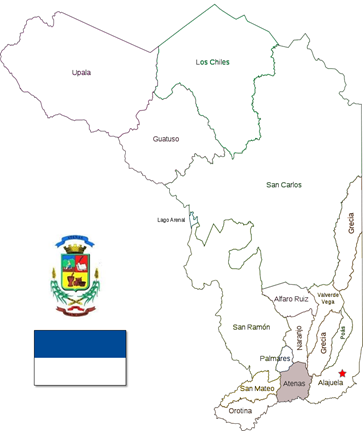 Los Chiles
Upala
Guatuso
San Carlos
Lago Arenal
Grecia
Valverde
Vega
Alfaro Ruiz
San Ramón
Naranjo
Grecia
Poás
Palmares
San Mateo
Atenas
Alajuela
Orotina